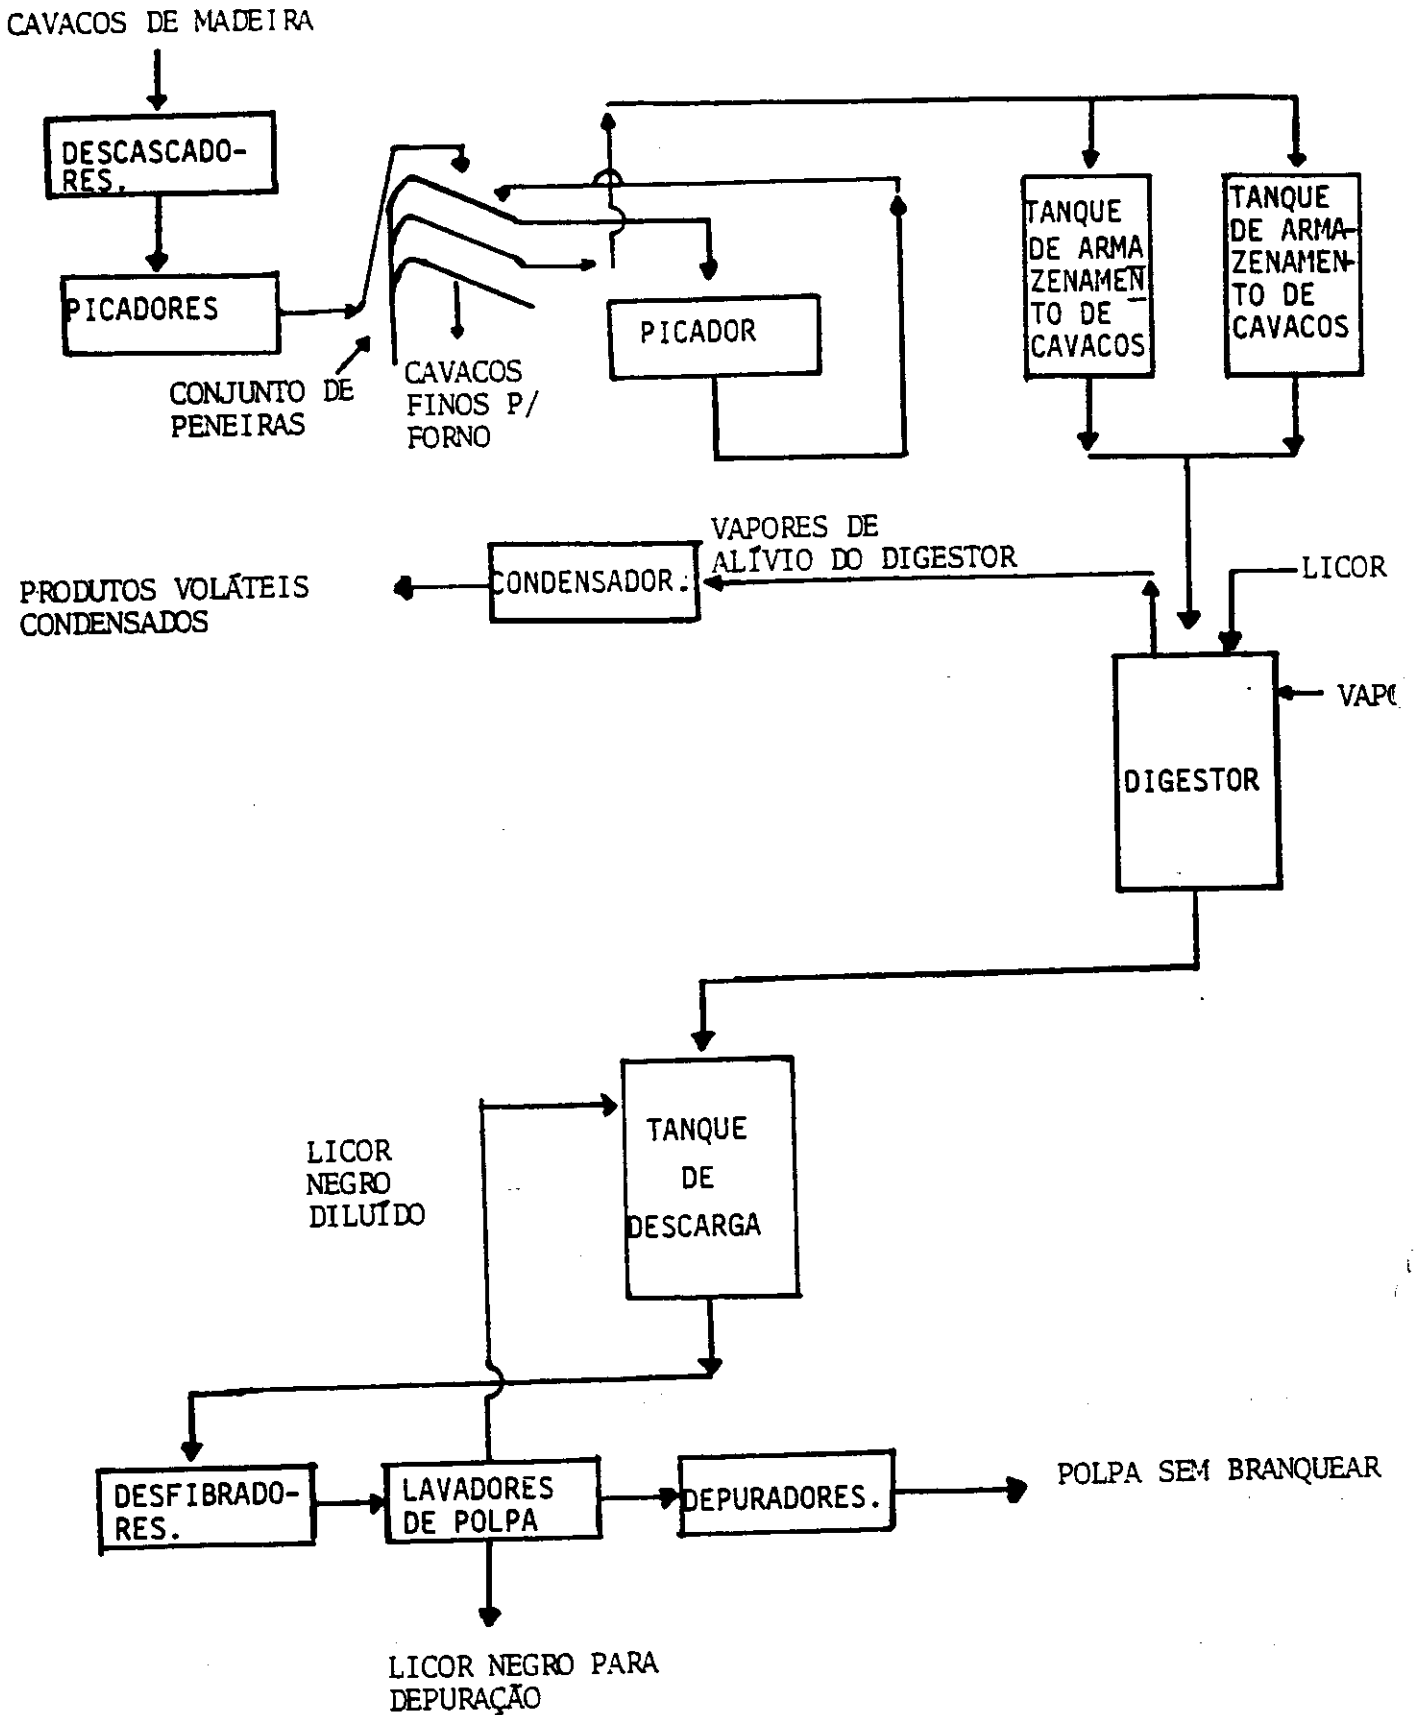 CAVACOS DE MADEIRA
DESCASCADO-
RES.
PICADORES
CONJUNTO DE
PENEIRAS
CAVACOS
FINOS P/
FORNO
PICADOR
TANQUE
DE ARMA
ZENAMEN
TO DE
CAVACOS
TANQUE
DE ARMA-
ZENAMEN-
TO DE
CAVACOS
VAPORES DE
ALÍVIO DO DIGESTOR
CONDENSADOR.
PRODUTOS VOLÁTEIS
CONDENSADOS
LICOR
DIGESTOR
TANQUE
DE
DESCARGA
LICOR
NEGRO
DILUÍDO
DESFIBRADO-
RES.
LAVADORES
DE POLPA
DEPURADORES.
POLPA SEM BRANQUEAR
LICOR NEGRO PARA
DEPURAÇÃO